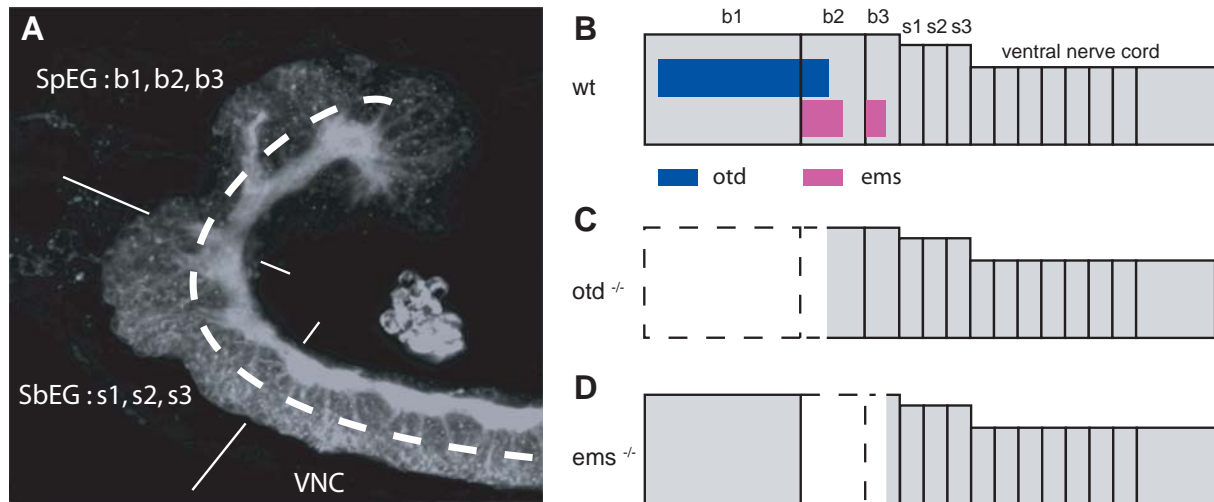 A
SpEG : b1, b2, b3
SbEG : s1, s2, s3
VNC
B
b1 b2 b3
s1 s2 s3
ventral nerve cord
wt
otd ems
C
otd -/-
D
ems -/-